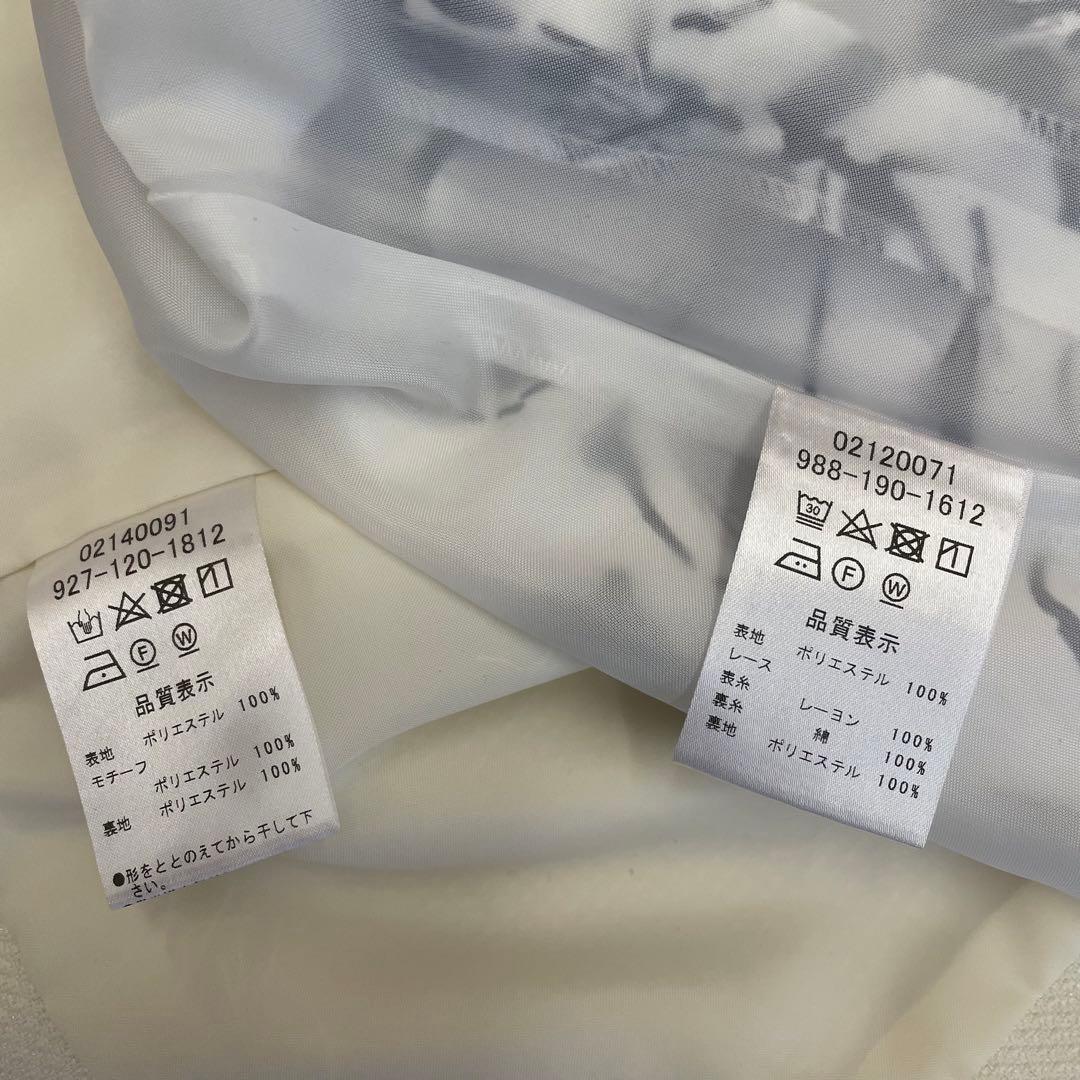 02140091
927-120-1812
F W
品質表示
表地 ポリエステル 100%
モチーフ
ポリエステル 100%
裏地 ポリエステル 100%
●形をととのえてから干して下
さい。
02120071
988-190-1612
30
F W
品質表示
表地 ポリエステル 100%
レース
表糸 レーヨン 100%
裏糸 綿 100%
裏地 ポリエステル 100%